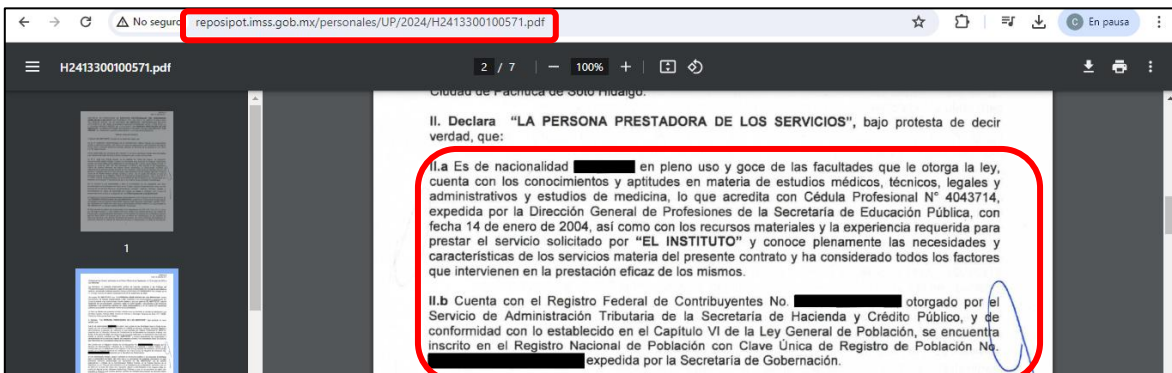 No seguro reposipot.imss.gob.mx/personales/UP/2024/H2413300100571.pdf
C En pausa
H2413300100571.pdf 2 / 7 100%
Ciudad de Pachuca de Soto Hidalgo.
II. Declara "LA PERSONA PRESTADORA DE LOS SERVICIOS", bajo protesta de decir
verdad, que:
II.a Es de nacionalidad en pleno uso y goce de las facultades que le otorga la ley,
cuenta con los conocimientos y aptitudes en materia de estudios médicos, técnicos, legales y
administrativos y estudios de medicina, lo que acredita con Cédula Profesional N° 4043714,
expedida por la Dirección General de Profesiones de la Secretaría de Educación Pública, con
fecha 14 de enero de 2004, así como con los recursos materiales y la experiencia requerida para
prestar el servicio solicitado por "EL INSTITUTO" y conoce plenamente las necesidades y
características de los servicios materia del presente contrato y ha considerado todos los factores
que intervienen en la prestación eficaz de los mismos.
II.b Cuenta con el Registro Federal de Contribuyentes No. otorgado por el
Servicio de Administración Tributaria de la Secretaría de Hacienda y Crédito Público, y de
conformidad con lo establecido en el Capítulo VI de la Ley General de Población, se encuentra
inscrito en el Registro Nacional de Población con Clave Única de Registro de Población No.
expedida por la Secretaría de Gobernación.
1